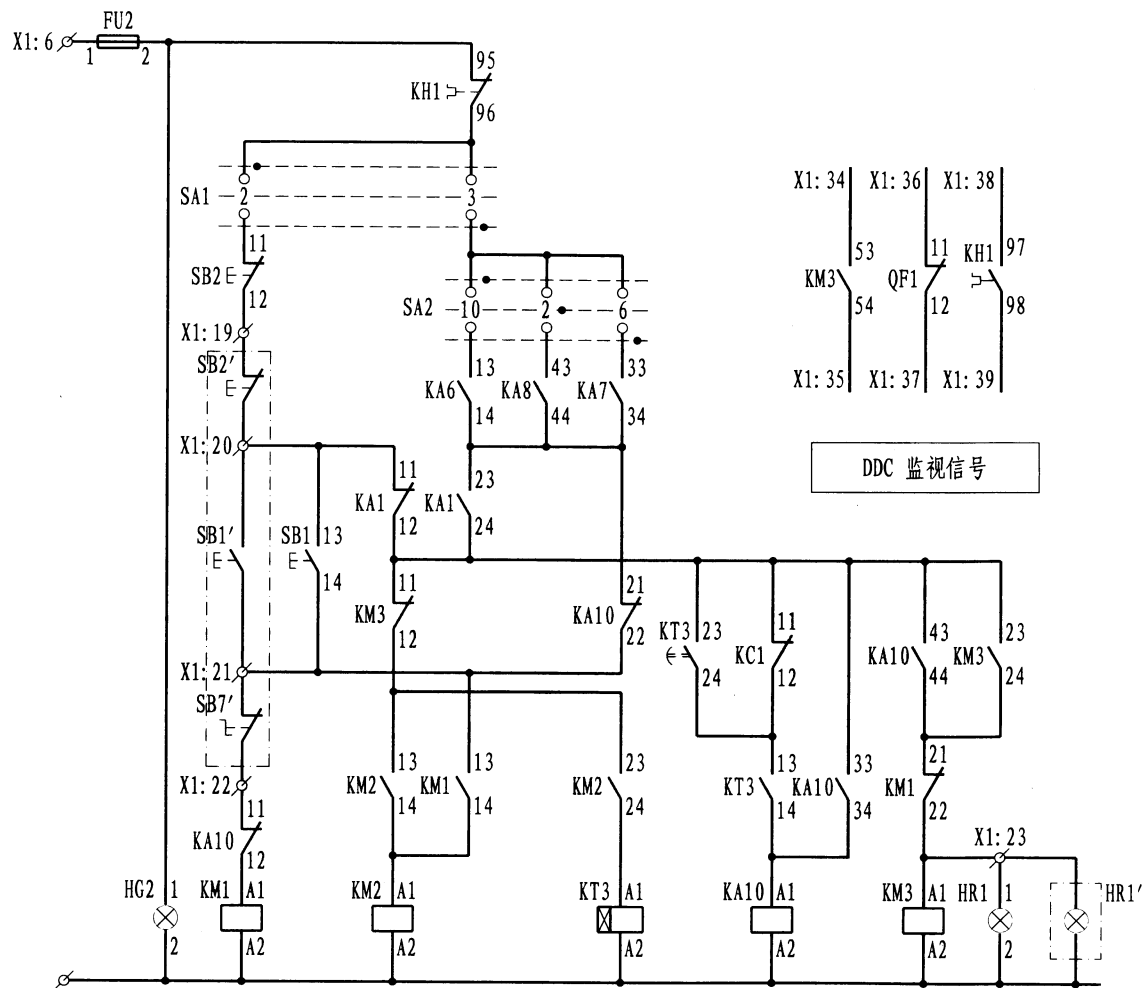 FU2
X1:6
1 2
95
KH1
96
SA1 2 3
11
SB2
12
X1:19
SA2 10 2 6
SB2'
13 43 33
KA6 KA8 KA7
14 44 34
X1:20
11 23
KA1 KA1
12 24
SB1' SB1 13
14
11
KM3
12
21
KA10
22
KT3 23
24
11
KC1
12
43
KA10
44
23
KM3
24
X1:21
SB7'
13 13 23
KM2 KM1 KM2
14 14 24
13 33 21
KT3 KA10 KM1
14 34 22
X1:22
11
KA10
12
X1:23
HG2 1
2
KM1 A1
A2
KM2 A1
A2
KT3 A1
A2
KA10 A1
A2
KM3 A1
A2
HR1 1
2
HR1'
X1:34 X1:36 X1:38
53 11 97
KM3 QF1 KH1
54 12 98
X1:35 X1:37 X1:39
DDC 监视信号